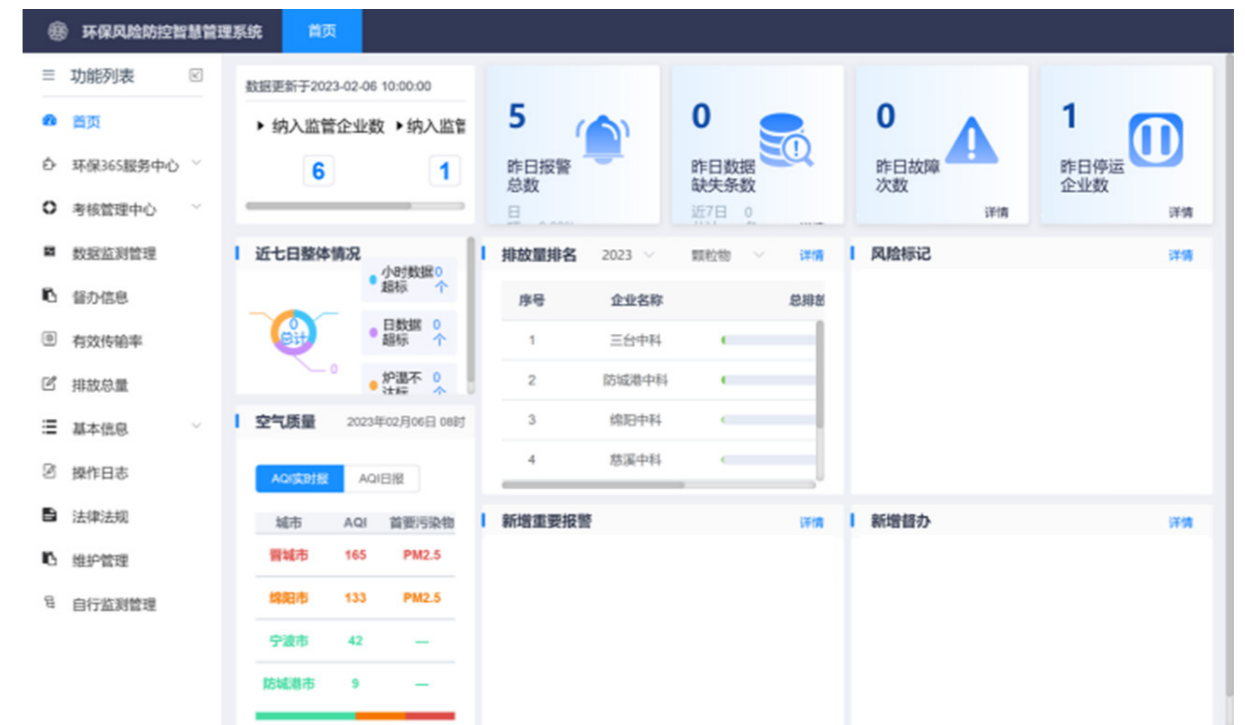 环保风险防控智慧管理系统 首页
功能列表
首页
环保365服务中心
考核管理中心
数据监测管理
督办信息
有效传输率
排放总量
基本信息
操作日志
法律法规
维护管理
自行监测管理
数据更新于2023-02-06 10:00:00
纳入监管企业数 纳入监管
6 1
5
昨日报警
总数
日
0
昨日数据
缺失条数
近7日 0
0
昨日故障
次数
详情
1
昨日停运
企业数
详情
近七日整体情况
0
总计
0
小时数据 0
超标 个
日数据 0
超标 个
炉温不 0
达标 个
排放量排名 2023 颗粒物 详情
序号 企业名称 总排放
1 三台中科
2 防城港中科
3 绵阳中科
4 慈溪中科
风险标记 详情
空气质量 2023年02月06日 08时
AQI实时报 AQI日报
城市 AQI 首要污染物
晋城市 165 PM2.5
绵阳市 133 PM2.5
宁波市 42 —
防城港市 9 —
新增重要报警 详情
新增督办 详情